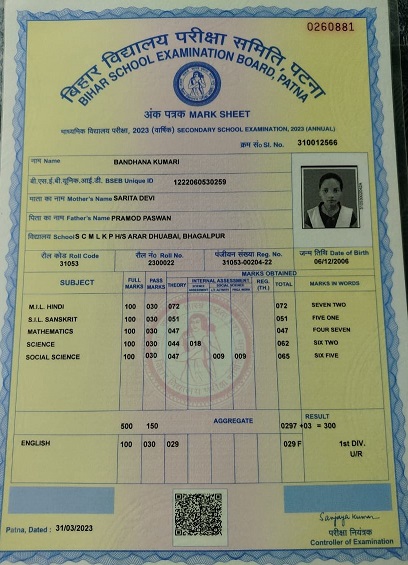 0260881
बिहार विद्यालय परीक्षा समिति, पटना
BIHAR SCHOOL EXAMINATION BOARD, PATNA
अंक पत्रक MARK SHEET
माध्यमिक विद्यालय परीक्षा, 2023 (वार्षिक) SECONDARY SCHOOL EXAMINATION, 2023 (ANNUAL)
क्रम सं० Sl. No. 310012566
नाम Name BANDHANA KUMARI
बी.एस.ई.बी.यूनिक.आई.डी. BSEB Unique ID 1222060530259
माता का नाम Mother's Name SARITA DEVI
पिता का नाम Father's Name PRAMOD PASWAN
विद्यालय School S C M L K P H/S ARAR DHUABAI, BHAGALPUR
रौल कोड Roll Code रौल नं० Roll No. पंजीयन संख्या Reg. No. जन्म तिथि Date of Birth
31053 2300022 31053-00204-22 06/12/2006
MARKS OBTAINED
SUBJECT FULL MARKS PASS MARKS THEORY INTERNAL ASSESSMENT REG. (TH.) TOTAL MARKS IN WORDS
M.I.L. HINDI 100 030 072 072 SEVEN TWO
S.I.L. SANSKRIT 100 030 051 051 FIVE ONE
MATHEMATICS 100 030 047 047 FOUR SEVEN
SCIENCE 100 030 044 018 062 SIX TWO
SOCIAL SCIENCE 100 030 047 009 009 065 SIX FIVE
500 150 AGGREGATE 0297 +03 = 300 RESULT
ENGLISH 100 030 029 029 F 1st DIV.
U/R
Patna, Dated : 31/03/2023
Sanjaya Kumar
परीक्षा नियंत्रक
Controller of Examination